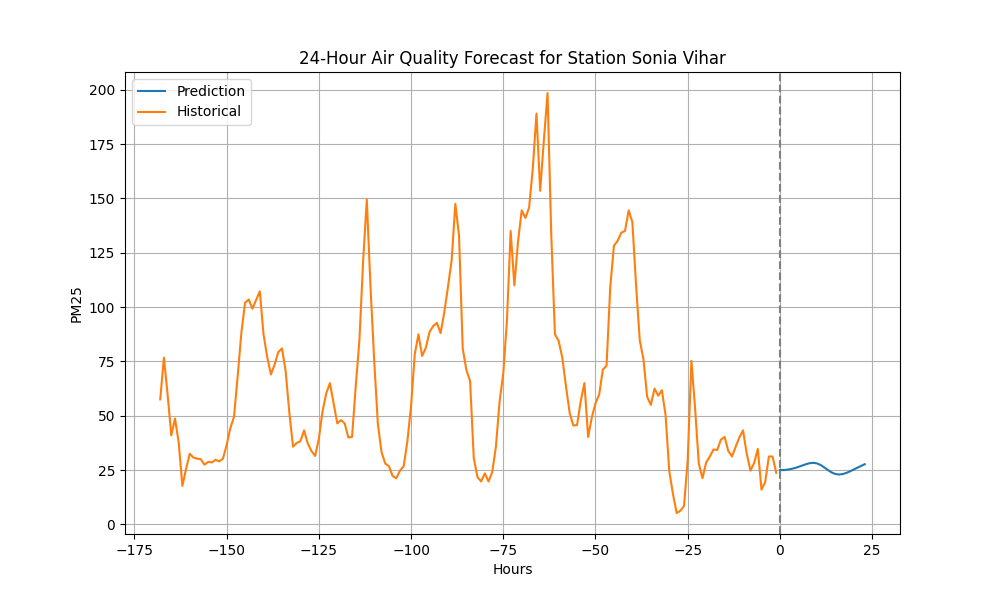 24-Hour Air Quality Forecast for Station Sonia Vihar
Prediction
Historical
200
175
150
125
100
75
50
25
0
PM25
−175 −150 −125 −100 −75 −50 −25 0 25
Hours